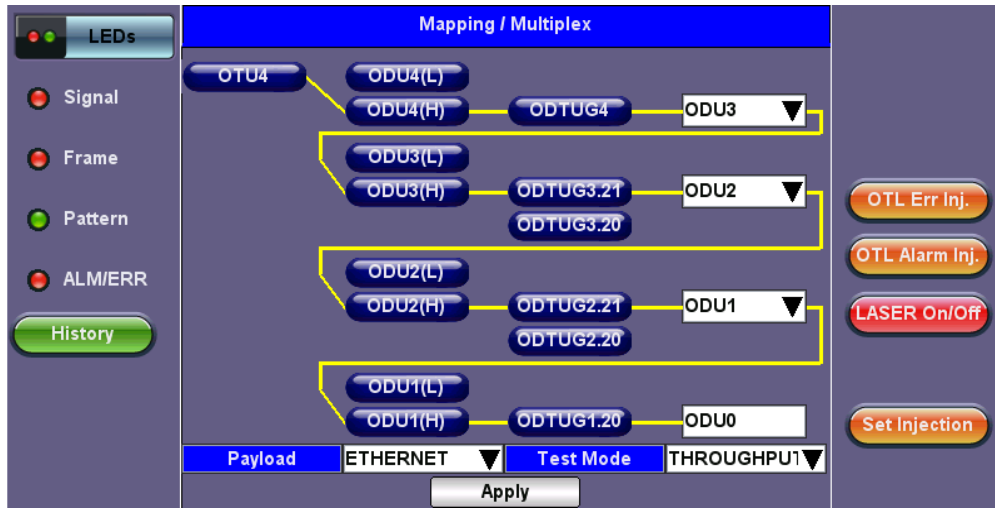 LEDs
Signal
Frame
Pattern
ALM/ERR
History
Mapping / Multiplex
OTU4 ODU4(L)
ODU4(H) ODTUG4 ODU3
ODU3(L)
ODU3(H) ODTUG3.21 ODU2
ODTUG3.20
ODU2(L)
ODU2(H) ODTUG2.21 ODU1
ODTUG2.20
ODU1(L)
ODU1(H) ODTUG1.20 ODU0
Payload ETHERNET Test Mode THROUGHPUT
Apply
OTL Err Inj.
OTL Alarm Inj.
LASER On/Off
Set Injection